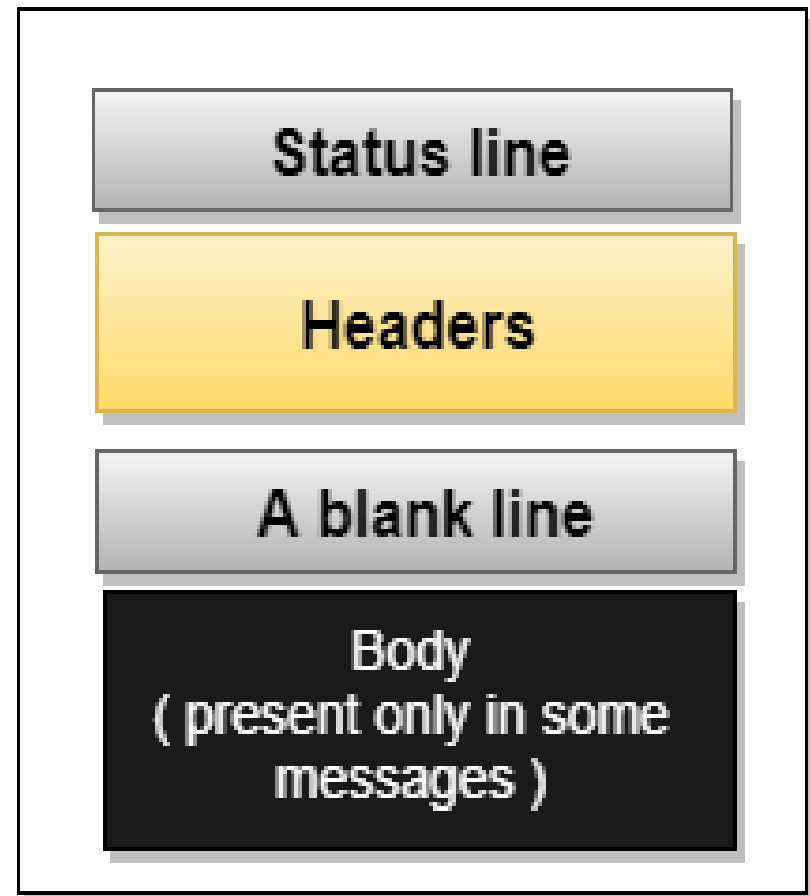 Status line
Headers
A blank line
Body
( present only in some
messages )